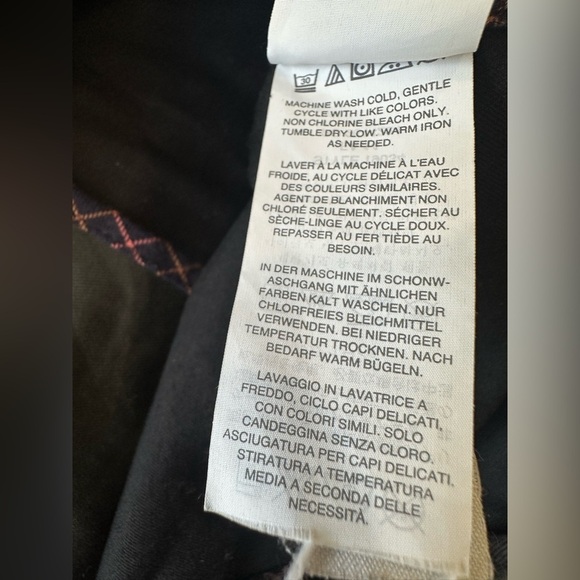 30
MACHINE WASH COLD, GENTLE
CYCLE WITH LIKE COLORS.
NON CHLORINE BLEACH ONLY.
TUMBLE DRY LOW. WARM IRON
AS NEEDED.
LAVER À LA MACHINE À L'EAU
FROIDE, AU CYCLE DÉLICAT AVEC
DES COULEURS SIMILAIRES.
AGENT DE BLANCHIMENT NON
CHLORÉ SEULEMENT. SÉCHER AU
SÈCHE-LINGE AU CYCLE DOUX.
REPASSER AU FER TIÈDE AU
BESOIN.
IN DER MASCHINE IM SCHONW-
ASCHGANG MIT ÄHNLICHEN
FARBEN KALT WASCHEN. NUR
CHLORFREIES BLEICHMITTEL
VERWENDEN. BEI NIEDRIGER
TEMPERATUR TROCKNEN. NACH
BEDARF WARM BÜGELN.
LAVAGGIO IN LAVATRICE A
FREDDO, CICLO CAPI DELICATI,
CON COLORI SIMILI. SOLO
CANDEGGINA SENZA CLORO.
ASCIUGATURA PER CAPI DELICATI.
STIRATURA A TEMPERATURA
MEDIA A SECONDA DELLE
NECESSITÀ.